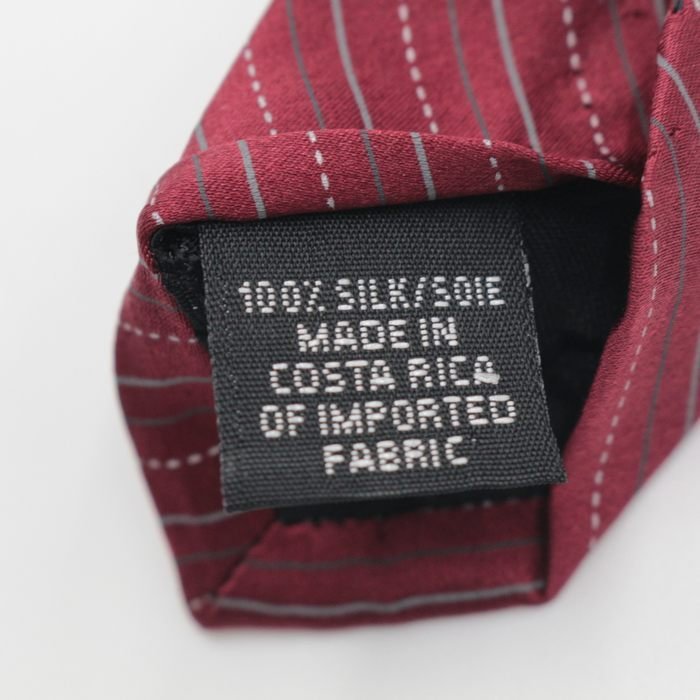 100% SILK/SOIE
MADE IN
COSTA RICA
OF IMPORTED
FABRIC